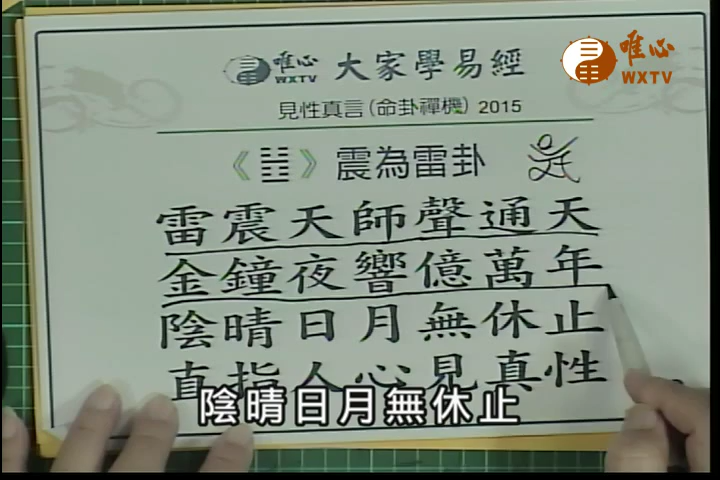 唯心 WXTV 大家學易經
唯心 WXTV
見性真言(命卦禪機) 2015
《䷲》震為雷卦
雷震天師聲通天
金鐘夜響億萬年
陰晴日月無休止
直指人心見真性
陰晴日月無休止